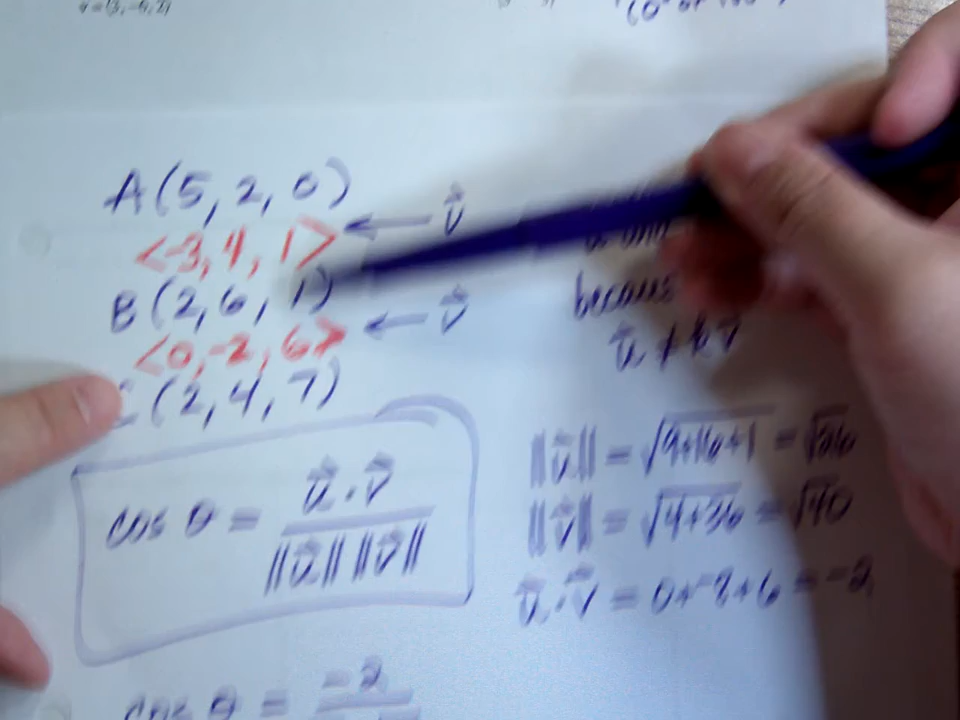 A(5, 2, 0)
<-3, 4, 1> ← v⃗
B(2, 6, 1)
<0, -2, 6> ← v⃗
C(2, 4, 7)
cos θ = u⃗ · v⃗ / ||u⃗|| ||v⃗||
cos θ = -2
because
u⃗ ≠ k v⃗
||u⃗|| = √9+16+1 = √26
||v⃗|| = √4+36 = √40
u⃗ · v⃗ = 0+-8+6 = -2